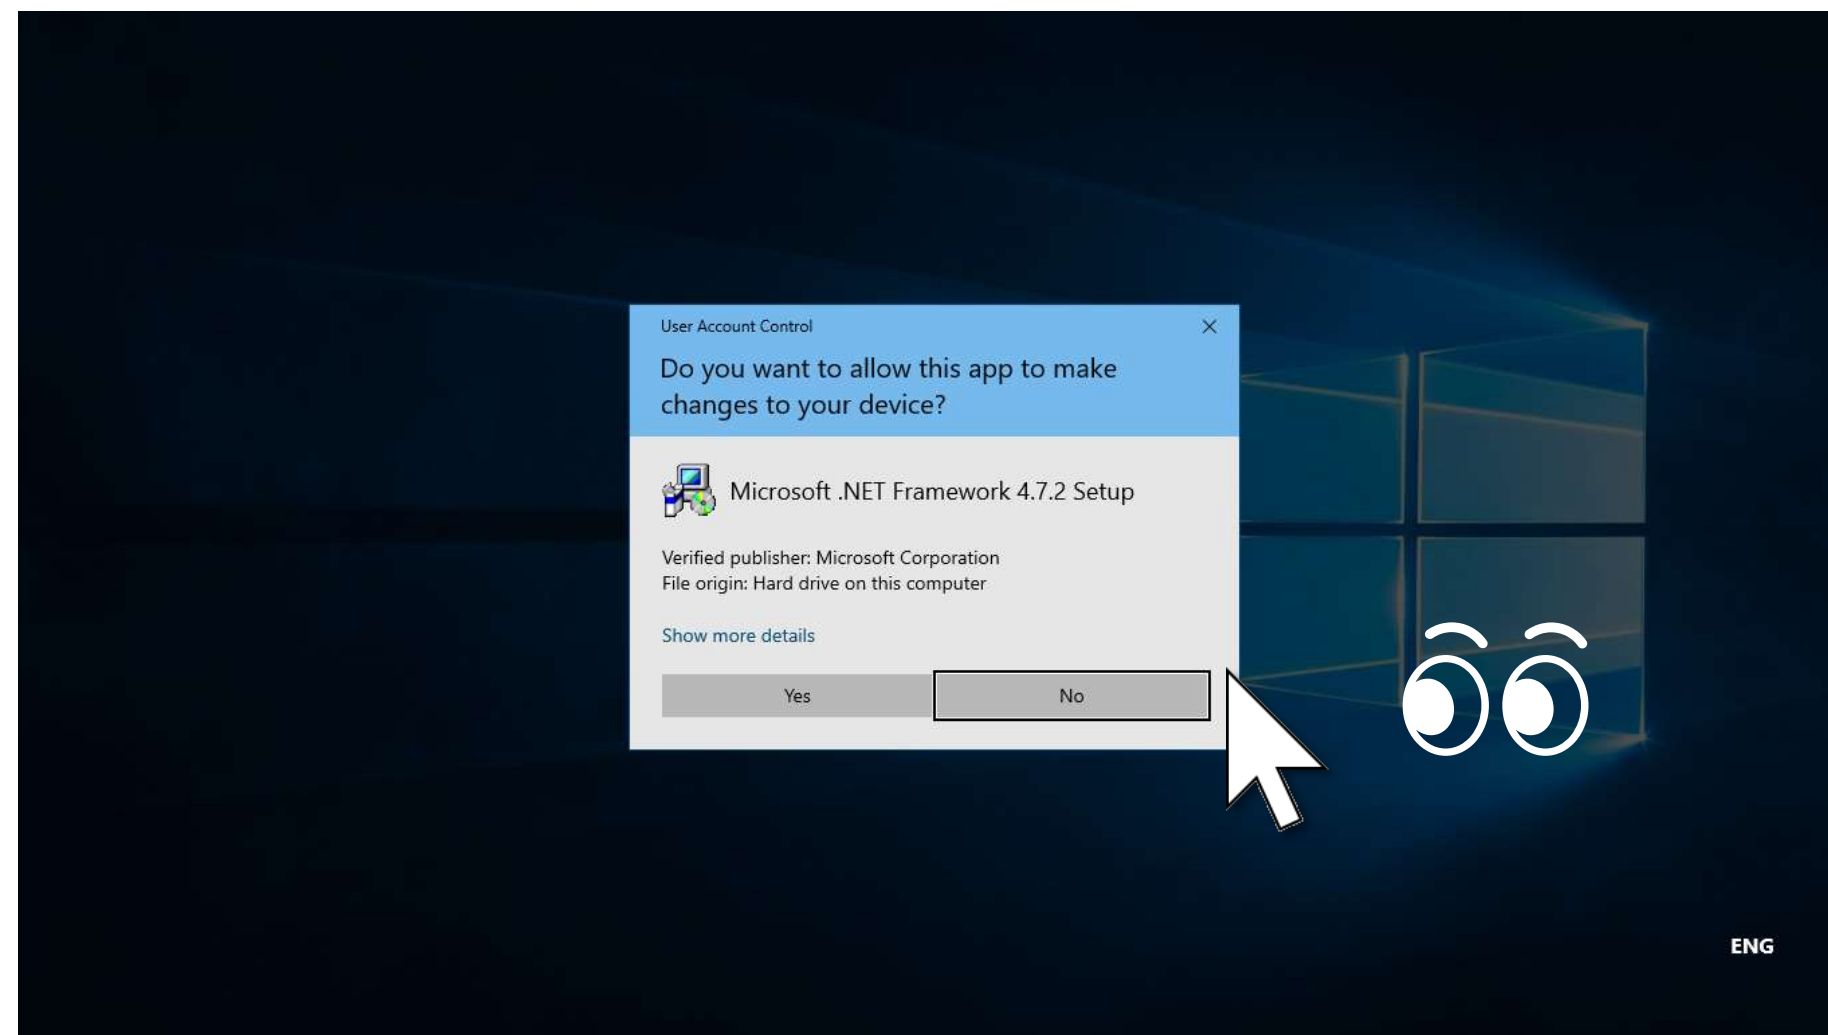 User Account Control
Do you want to allow this app to make
changes to your device?
Microsoft .NET Framework 4.7.2 Setup
Verified publisher: Microsoft Corporation
File origin: Hard drive on this computer
Show more details
Yes No
ENG